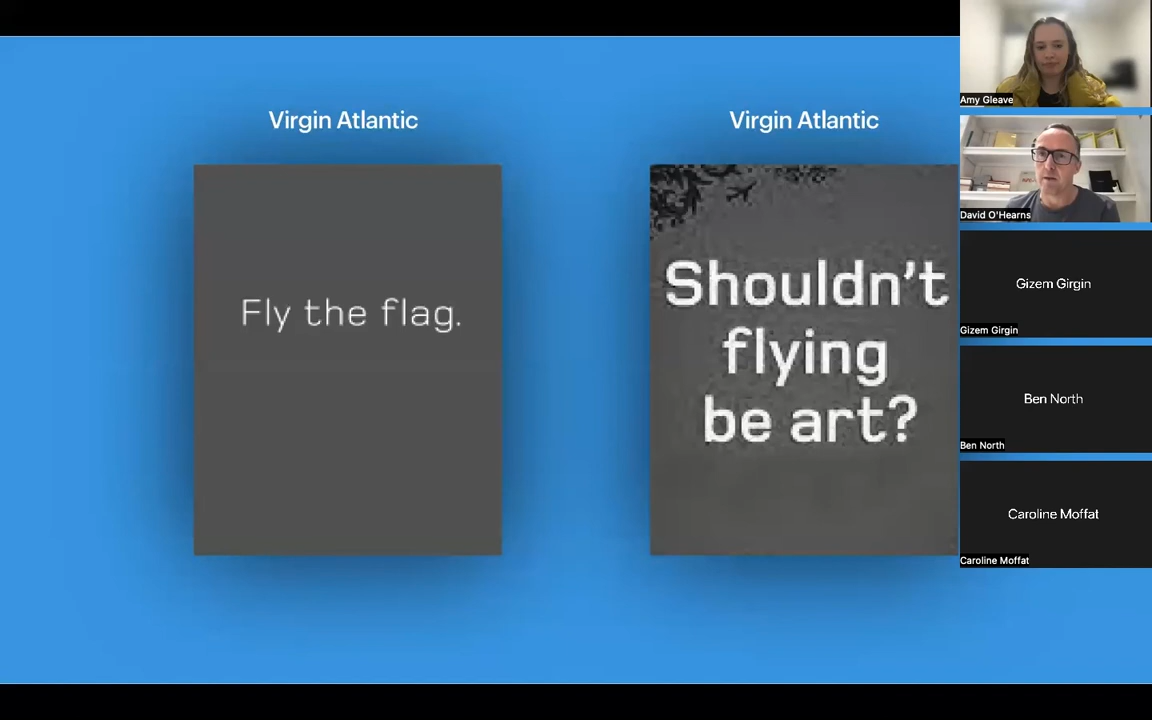 Virgin Atlantic
Fly the flag.
Virgin Atlantic
Shouldn't
flying
be art?
Amy Gleave
David O'Hearns
Gizem Girgin
Gizem Girgin
Ben North
Ben North
Caroline Moffat
Caroline Moffat